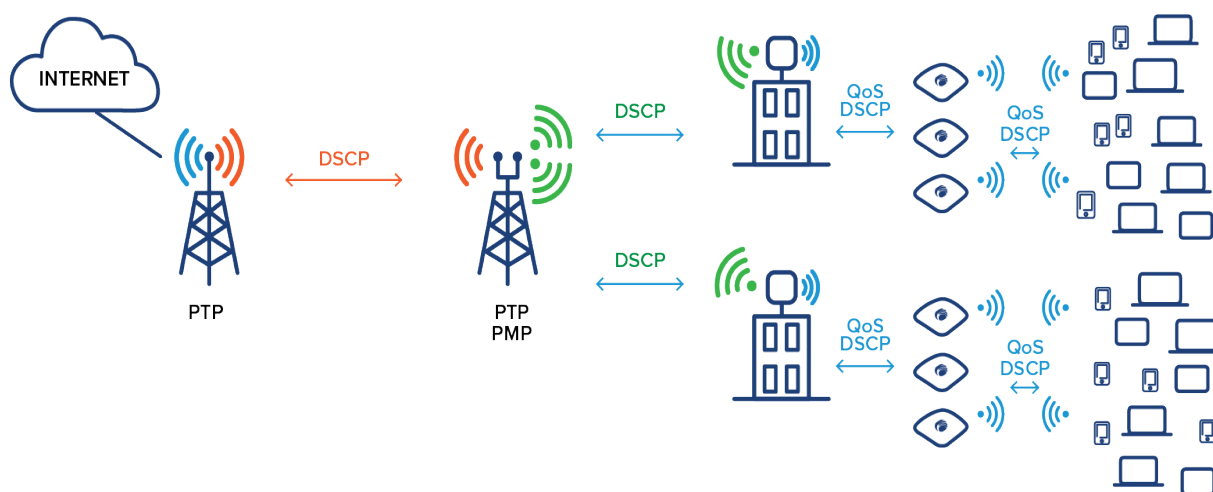 INTERNET
DSCP
DSCP
QoS
DSCP
QoS
DSCP
PTP
PTP
PMP
DSCP
QoS
DSCP
QoS
DSCP